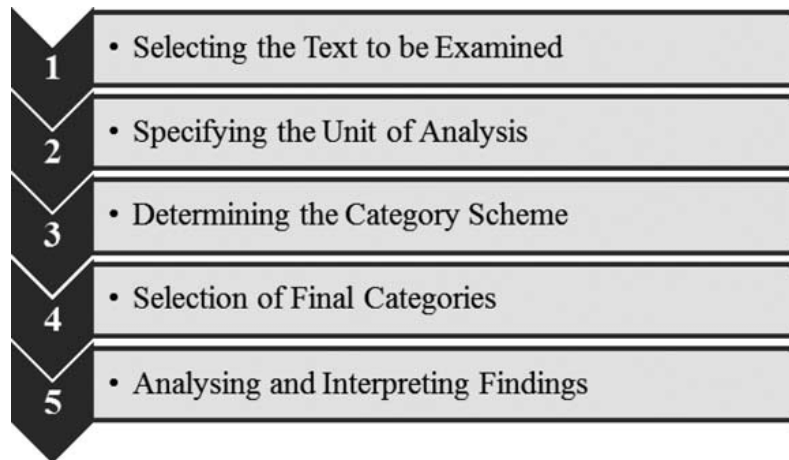 1 • Selecting the Text to be Examined
2 • Specifying the Unit of Analysis
3 • Determining the Category Scheme
4 • Selection of Final Categories
5 • Analysing and Interpreting Findings